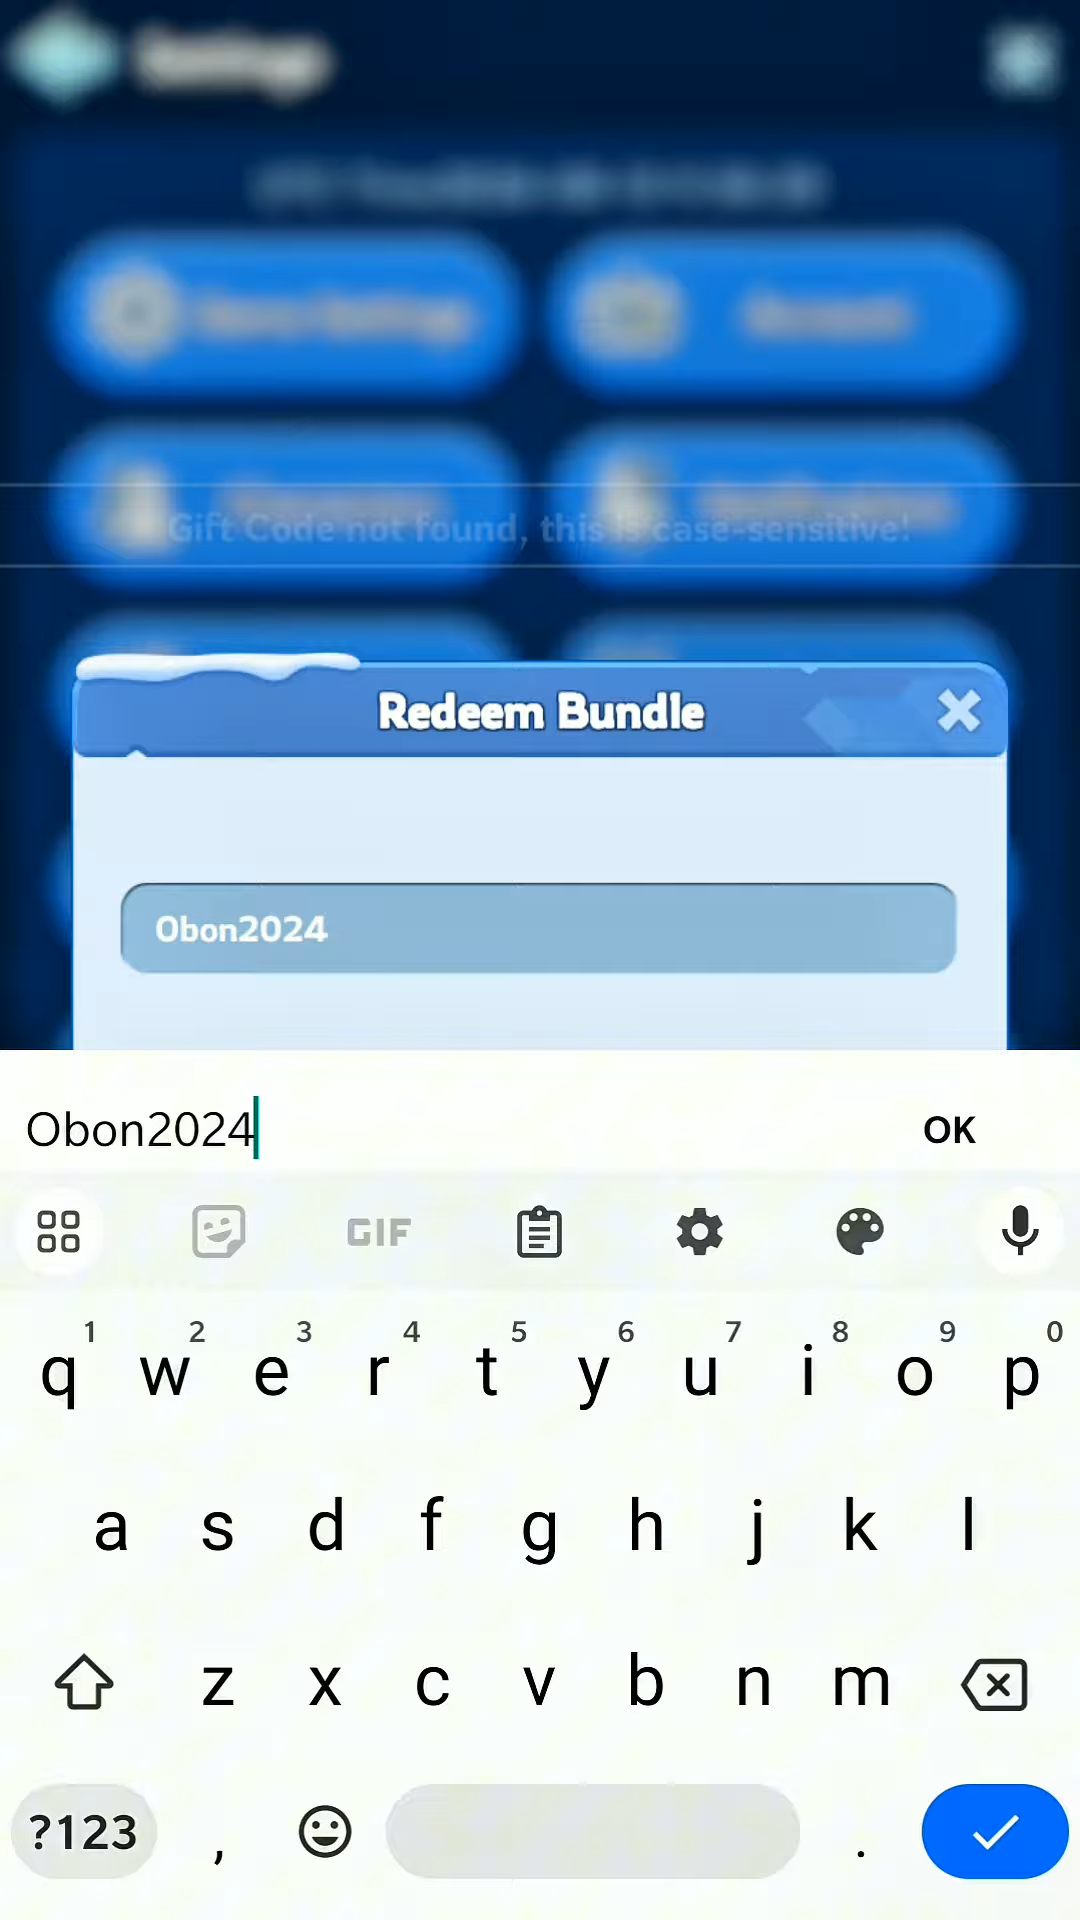 Settings
Gift Code not found, this is case-sensitive!
Redeem Bundle
Obon2024
Obon2024
OK
GIF
1 2 3 4 5 6 7 8 9 0
q w e r t y u i o p
a s d f g h j k l
z x c v b n m
?123 , .